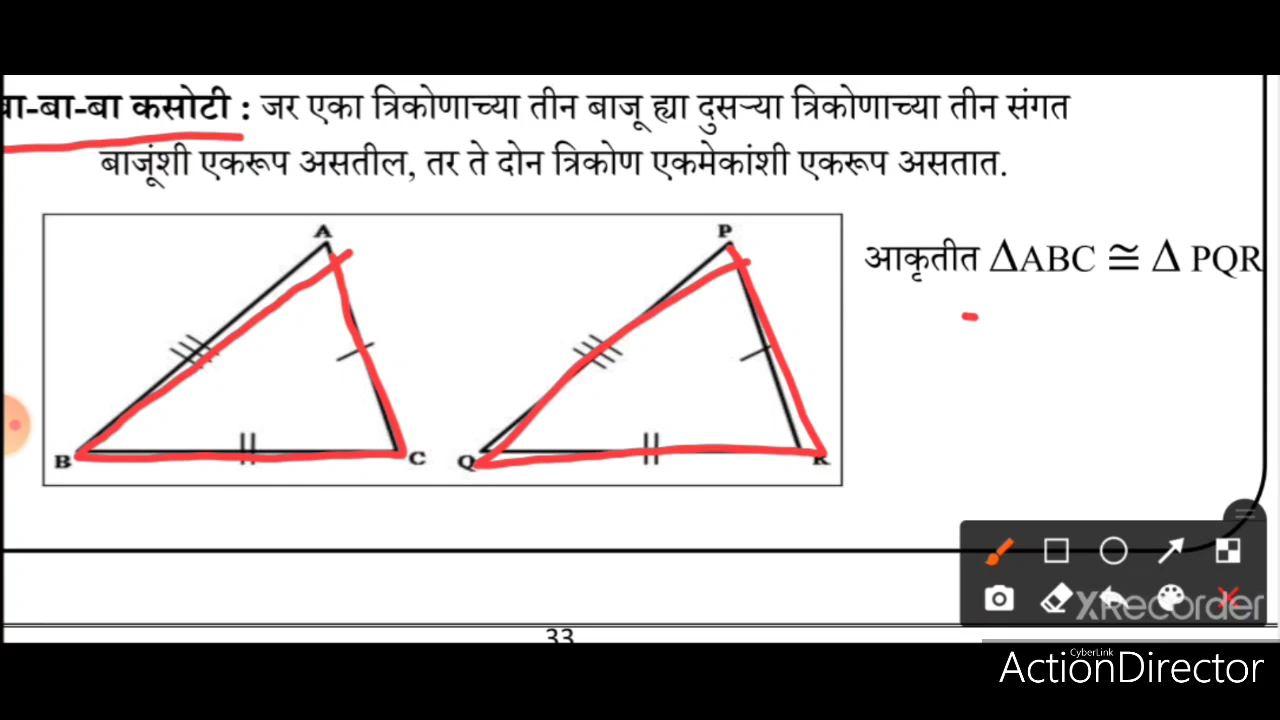 बा-बा-बा कसोटी : जर एका त्रिकोणाच्या तीन बाजू ह्या दुसऱ्या त्रिकोणाच्या तीन संगत
बाजूंशी एकरूप असतील, तर ते दोन त्रिकोण एकमेकांशी एकरूप असतात.
A
P
आकृतीत ΔABC ≅ Δ PQR
B
C
Q
R
XRecorder
33
CyberLink
ActionDirector